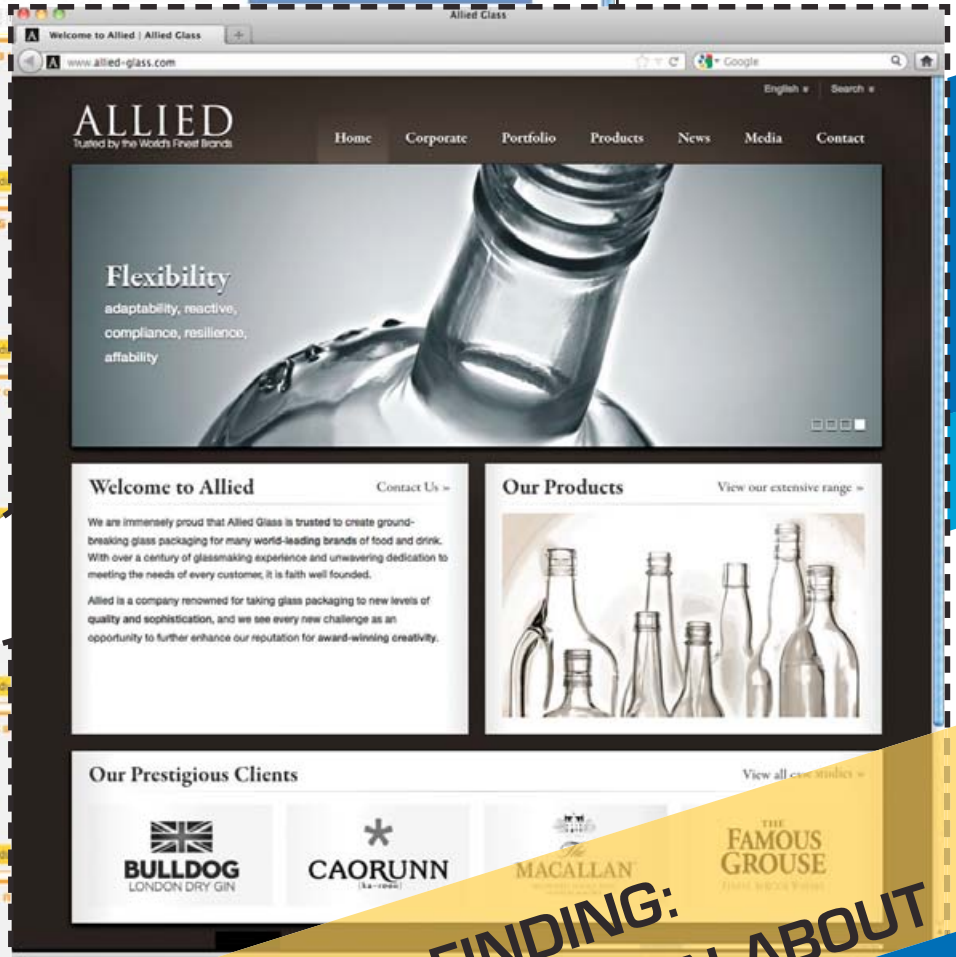 Allied Glass
Welcome to Allied | Allied Glass
www.allied-glass.com
Google
English
Search
ALLIED
Trusted by the World's Finest Brands
Home Corporate Portfolio Products News Media Contact
Flexibility
adaptability, reactive,
compliance, resilience,
affability
Welcome to Allied
Contact Us »
We are immensely proud that Allied Glass is trusted to create ground-
breaking glass packaging for many world-leading brands of food and drink.
With over a century of glassmaking experience and unwavering dedication to
meeting the needs of every customer, it is faith well founded.
Allied is a company renowned for taking glass packaging to new levels of
quality and sophistication, and we see every new challenge as an
opportunity to further enhance our reputation for award-winning creativity.
Our Products
View our extensive range »
Our Prestigious Clients
View all case studies »
BULLDOG
LONDON DRY GIN
CAORUNN
[ka-roon]
The
MACALLAN
THE
FAMOUS
GROUSE
FINDING:
ABOUT